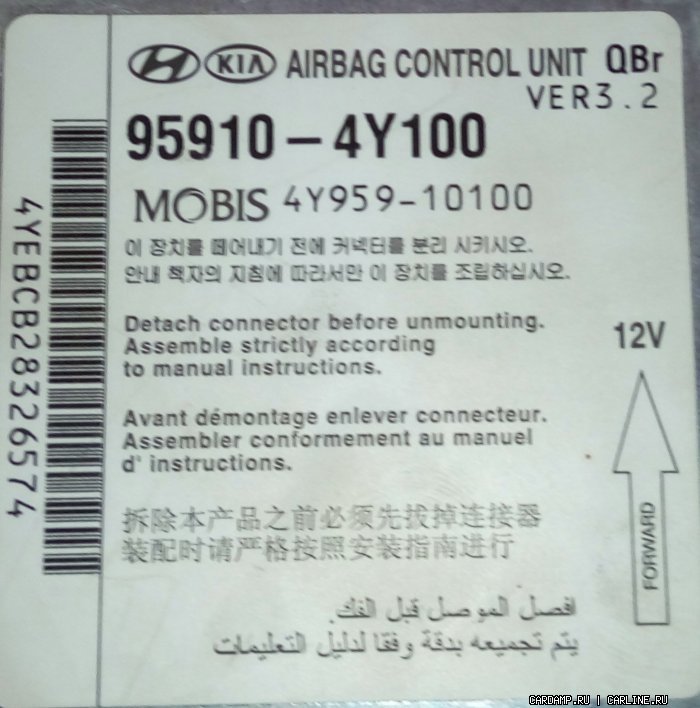 HYUNDAI KIA AIRBAG CONTROL UNIT QBr
VER3.2
95910-4Y100
MOBIS 4Y959-10100
이 장치를 떼어내기 전에 커넥터를 분리 시키시오.
안내 책자의 지침에 따라서만 이 장치를 조립하십시오.
Detach connector before unmounting.
Assemble strictly according
to manual instructions.
12V
Avant démontage enlever connecteur.
Assembler conformement au manuel
d' instructions.
FORWARD
拆除本产品之前必须先拔掉连接器
装配时请严格按照安装指南进行
افصل الموصل قبل الفك.
يتم تجميعه بدقة وفقا لدليل التعليمات
4YEBCB28326574
CARDAMP.RU | CARLINE.RU